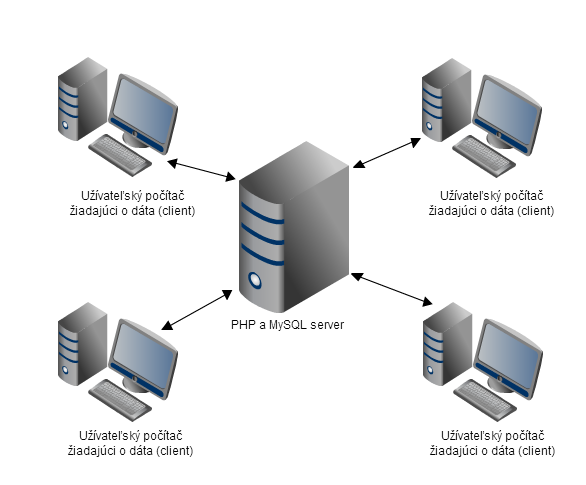 Užívateľský počítač
žiadajúci o dáta (client)
Užívateľský počítač
žiadajúci o dáta (client)
PHP a MySQL server
Užívateľský počítač
žiadajúci o dáta (client)
Užívateľský počítač
žiadajúci o dáta (client)